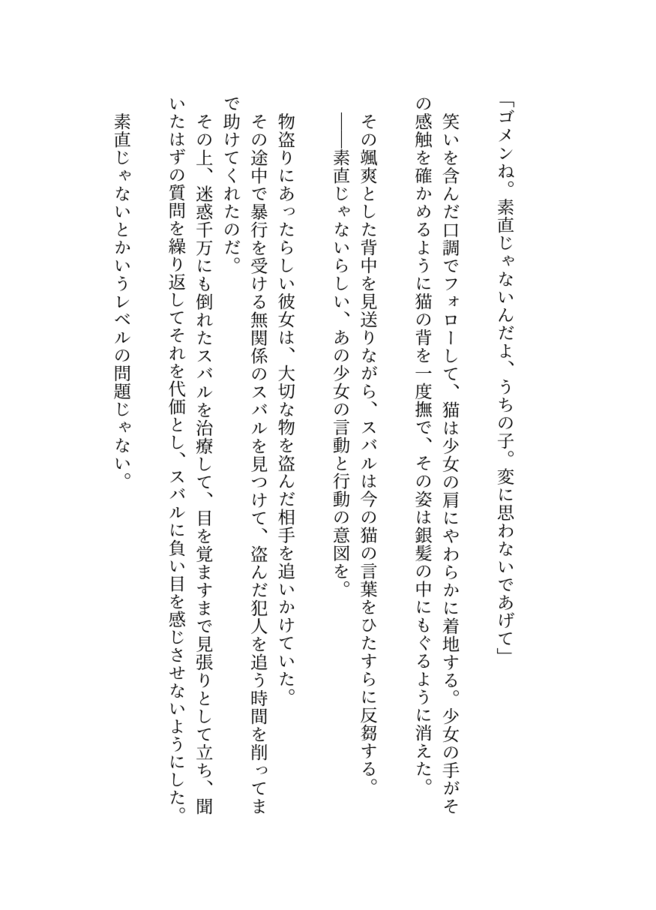 「ゴメンね。素直じゃないんだよ、うちの子。変に思わないであげて」
笑いを含んだ口調でフォローして、猫は少女の肩にやわらかに着地する。少女の手がそ
の感触を確かめるように猫の背を一度撫で、その姿は銀髪の中にもぐるように消えた。
その颯爽とした背中を見送りながら、スバルは今の猫の言葉をひたすらに反芻する。
――素直じゃないらしい、あの少女の言動と行動の意図を。
物盗りにあったらしい彼女は、大切な物を盗んだ相手を追いかけていた。
その途中で暴行を受ける無関係のスバルを見つけて、盗んだ犯人を追う時間を削ってま
で助けてくれたのだ。
その上、迷惑千万にも倒れたスバルを治療して、目を覚ますまで見張りとして立ち、聞
いたはずの質問を繰り返してそれを代価とし、スバルに負い目を感じさせないようにした。
素直じゃないとかいうレベルの問題じゃない。